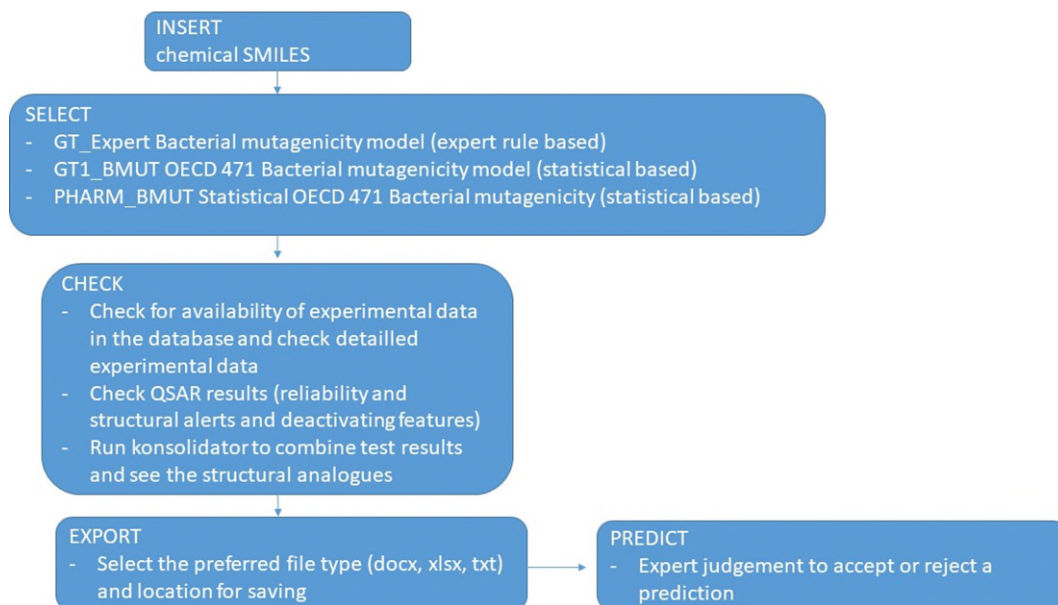 INSERT
chemical SMILES
SELECT
- GT_Expert Bacterial mutagenicity model (expert rule based)
- GT1_BMUT OECD 471 Bacterial mutagenicity model (statistical based)
- PHARM_BMUT Statistical OECD 471 Bacterial mutagenicity (statistical based)
CHECK
- Check for availability of experimental data
in the database and check detailled
experimental data
- Check QSAR results (reliability and
structural alerts and deactivating features)
- Run konsolidator to combine test results
and see the structural analogues
EXPORT
- Select the preferred file type (docx, xlsx, txt)
and location for saving
PREDICT
- Expert judgement to accept or reject a
prediction